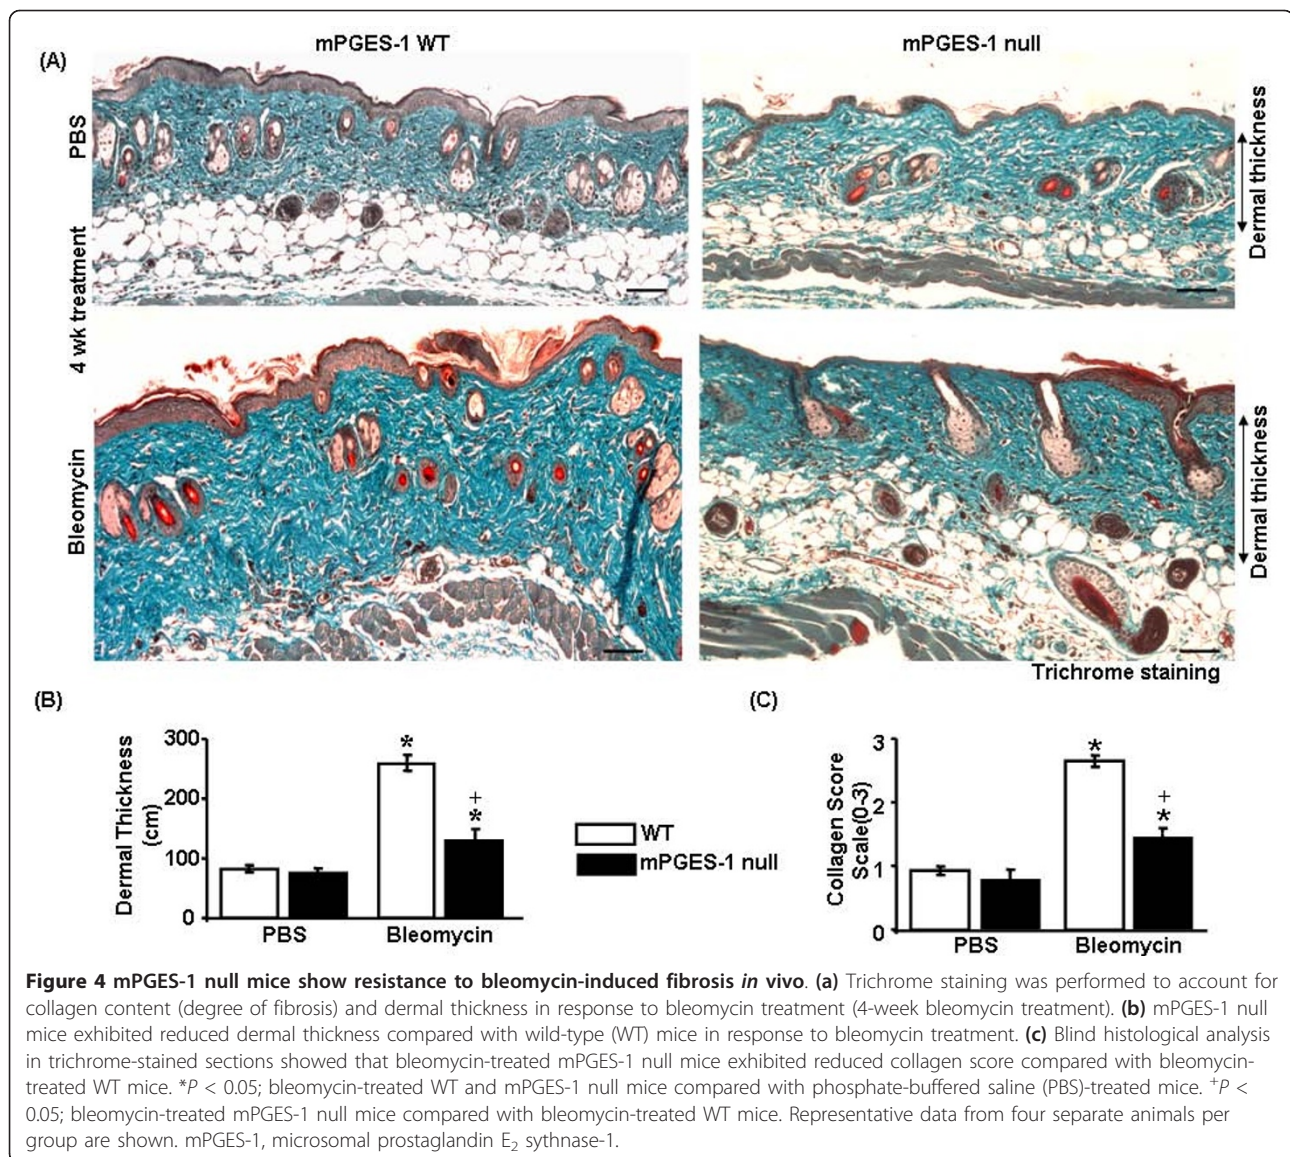 mPGES-1 WT
mPGES-1 null
(A)
PBS
4 wk treatment
Bleomycin
Dermal thickness
Dermal thickness
Trichrome staining
(B)
Dermal Thickness
(cm)
300
200
100
0
*
+
*
PBS
Bleomycin
WT
mPGES-1 null
(C)
Collagen Score
Scale(0-3)
3
2
1
0
*
+
*
PBS
Bleomycin
Figure 4 mPGES-1 null mice show resistance to bleomycin-induced fibrosis in vivo. (a) Trichrome staining was performed to account for
collagen content (degree of fibrosis) and dermal thickness in response to bleomycin treatment (4-week bleomycin treatment). (b) mPGES-1 null
mice exhibited reduced dermal thickness compared with wild-type (WT) mice in response to bleomycin treatment. (c) Blind histological analysis
in trichrome-stained sections showed that bleomycin-treated mPGES-1 null mice exhibited reduced collagen score compared with bleomycin-
treated WT mice. *P < 0.05; bleomycin-treated WT and mPGES-1 null mice compared with phosphate-buffered saline (PBS)-treated mice. +P <
0.05; bleomycin-treated mPGES-1 null mice compared with bleomycin-treated WT mice. Representative data from four separate animals per
group are shown. mPGES-1, microsomal prostaglandin E2 sythnase-1.